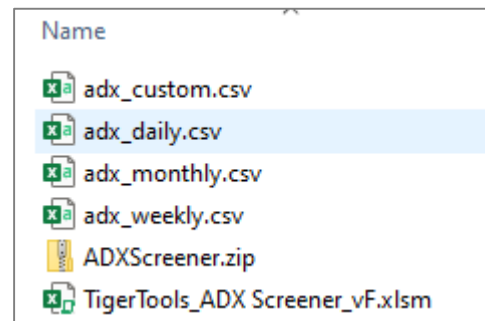 Name
adx_custom.csv
adx_daily.csv
adx_monthly.csv
adx_weekly.csv
ADXScreener.zip
TigerTools_ADX Screener_vF.xlsm